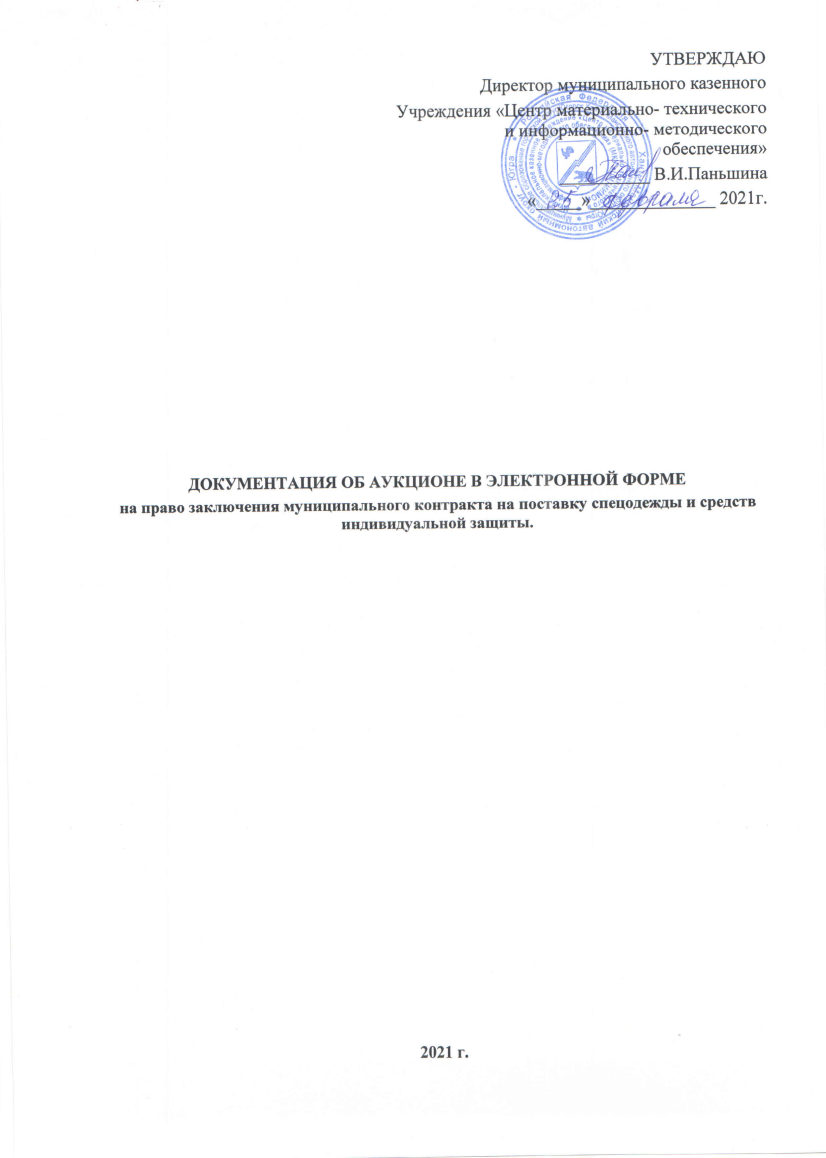 УТВЕРЖДАЮ
Директор муниципального казенного
Учреждения «Центр материально- технического
и информационно- методического
обеспечения»
В.И.Паньшина
« 25 » февраля 2021г.
ДОКУМЕНТАЦИЯ ОБ АУКЦИОНЕ В ЭЛЕКТРОННОЙ ФОРМЕ
на право заключения муниципального контракта на поставку спецодежды и средств
индивидуальной защиты.
2021 г.